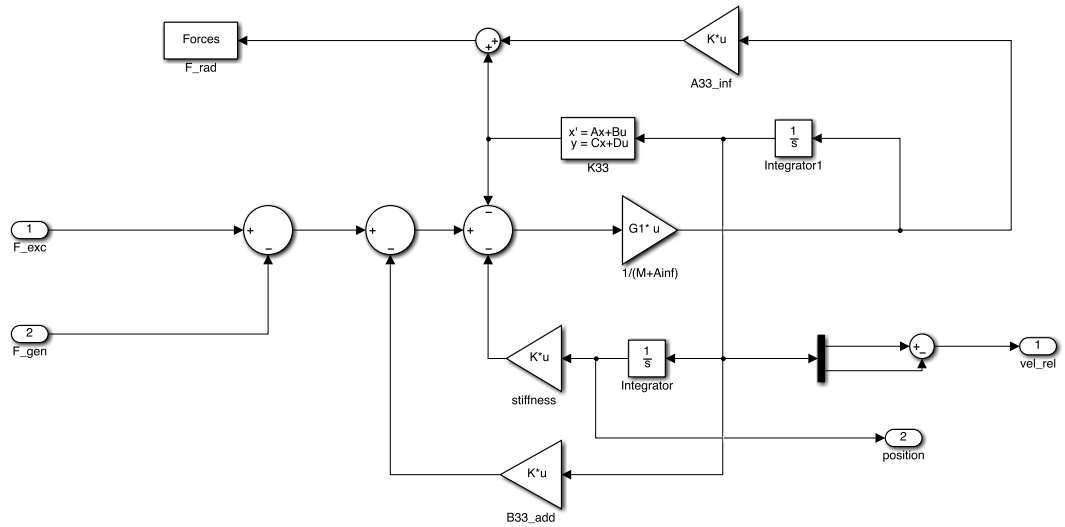 Forces
F_rad
+
+
K*u
A33_inf
x' = Ax+Bu
y = Cx+Du
K33
1
s
Integrator1
1
F_exc
+
−
+
−
−
+
−
G1* u
1/(M+Ainf)
2
F_gen
K*u
stiffness
1
s
Integrator
+
−
1
vel_rel
2
position
K*u
B33_add